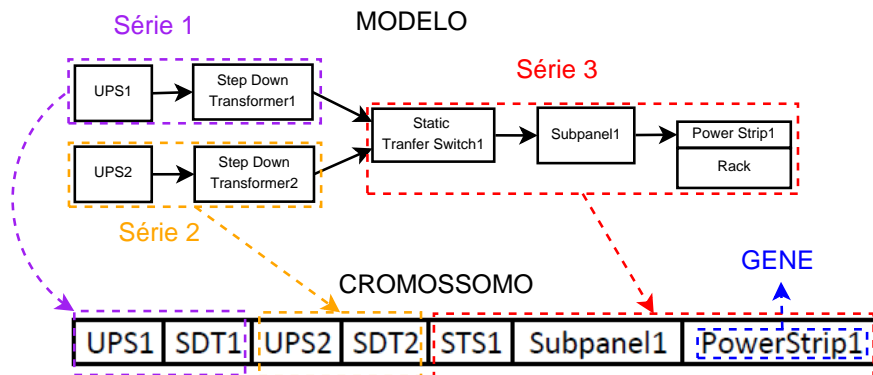 MODELO
Série 1
UPS1
Step Down
Transformer1
Série 3
Static
Tranfer Switch1
Subpanel1
Power Strip1
Rack
UPS2
Step Down
Transformer2
Série 2
CROMOSSOMO
GENE
UPS1 SDT1 UPS2 SDT2 STS1 Subpanel1 PowerStrip1